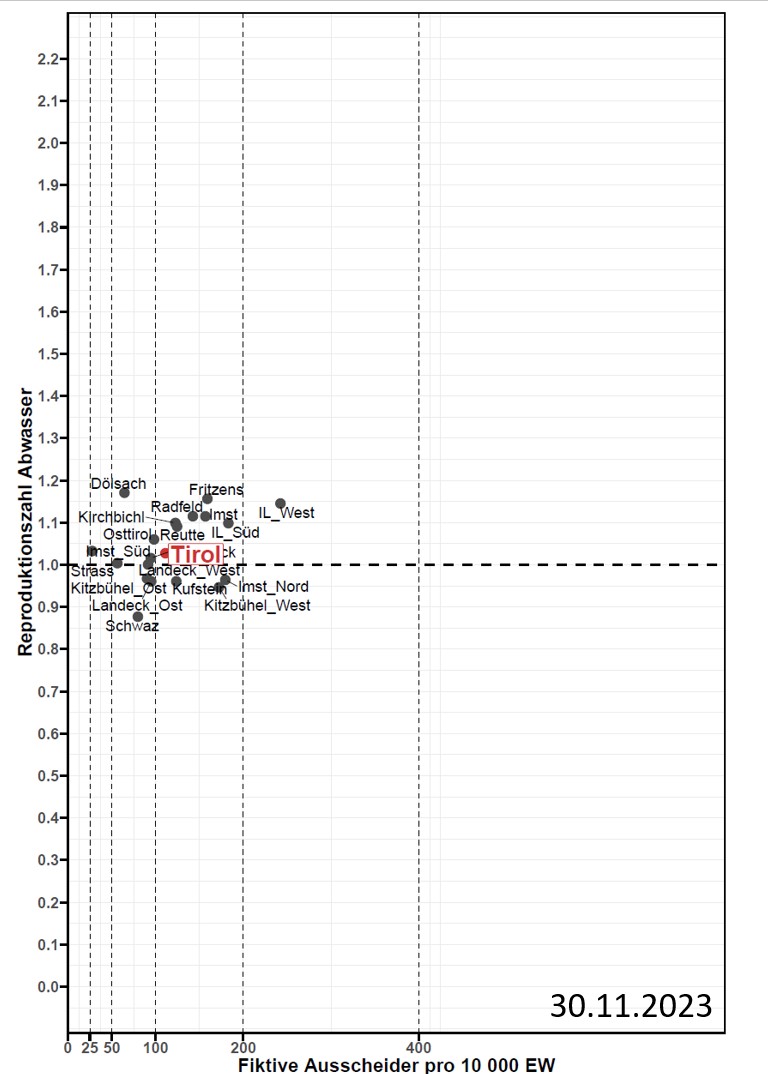 Reproduktionszahl Abwasser
2.2
2.1
2.0
1.9
1.8
1.7
1.6
1.5
1.4
1.3
1.2
1.1
1.0
0.9
0.8
0.7
0.6
0.5
0.4
0.3
0.2
0.1
0.0
Dölsach
Fritzens
Radfeld
Imst
IL_West
Kirchbichl
Osttirol
Reutte
IL_Süd
Imst_Süd
Tirol
ck
Strass
Landeck_West
Kitzbühel_Ost
Kufstein
Imst_Nord
Landeck_Ost
Kitzbühel_West
Schwaz
30.11.2023
0 25 50 100 200 400
Fiktive Ausscheider pro 10 000 EW